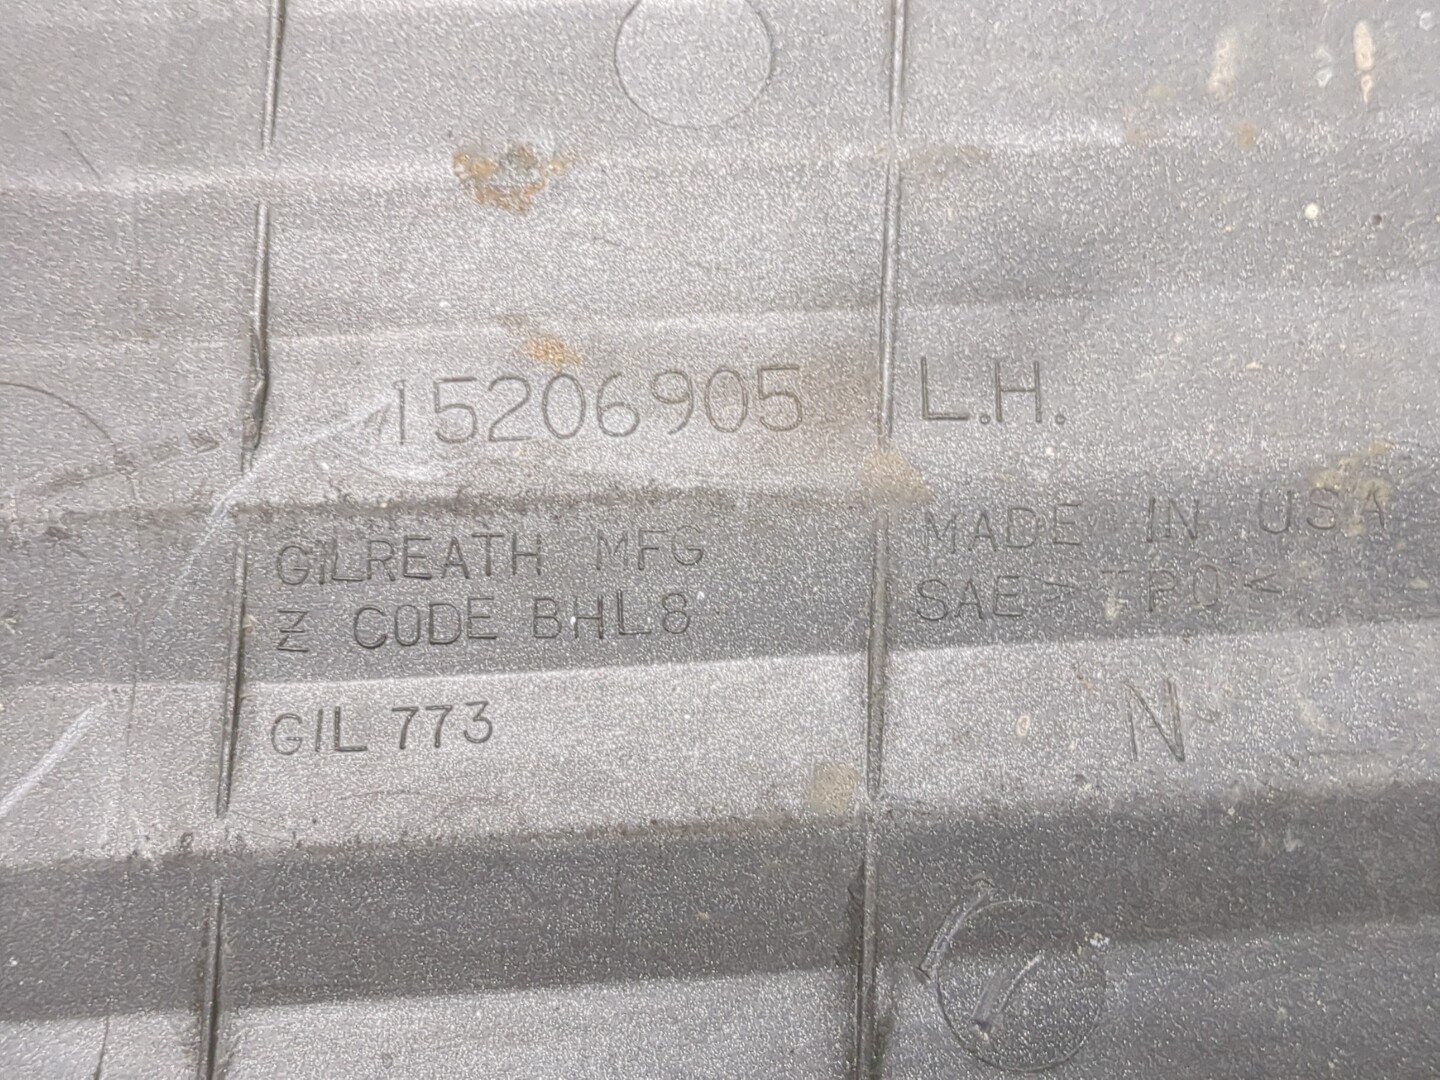 15206905 L.H.
GILREATH MFG MADE IN USA
Z CODE BHL8 SAE >TPO<
GIL 773 N